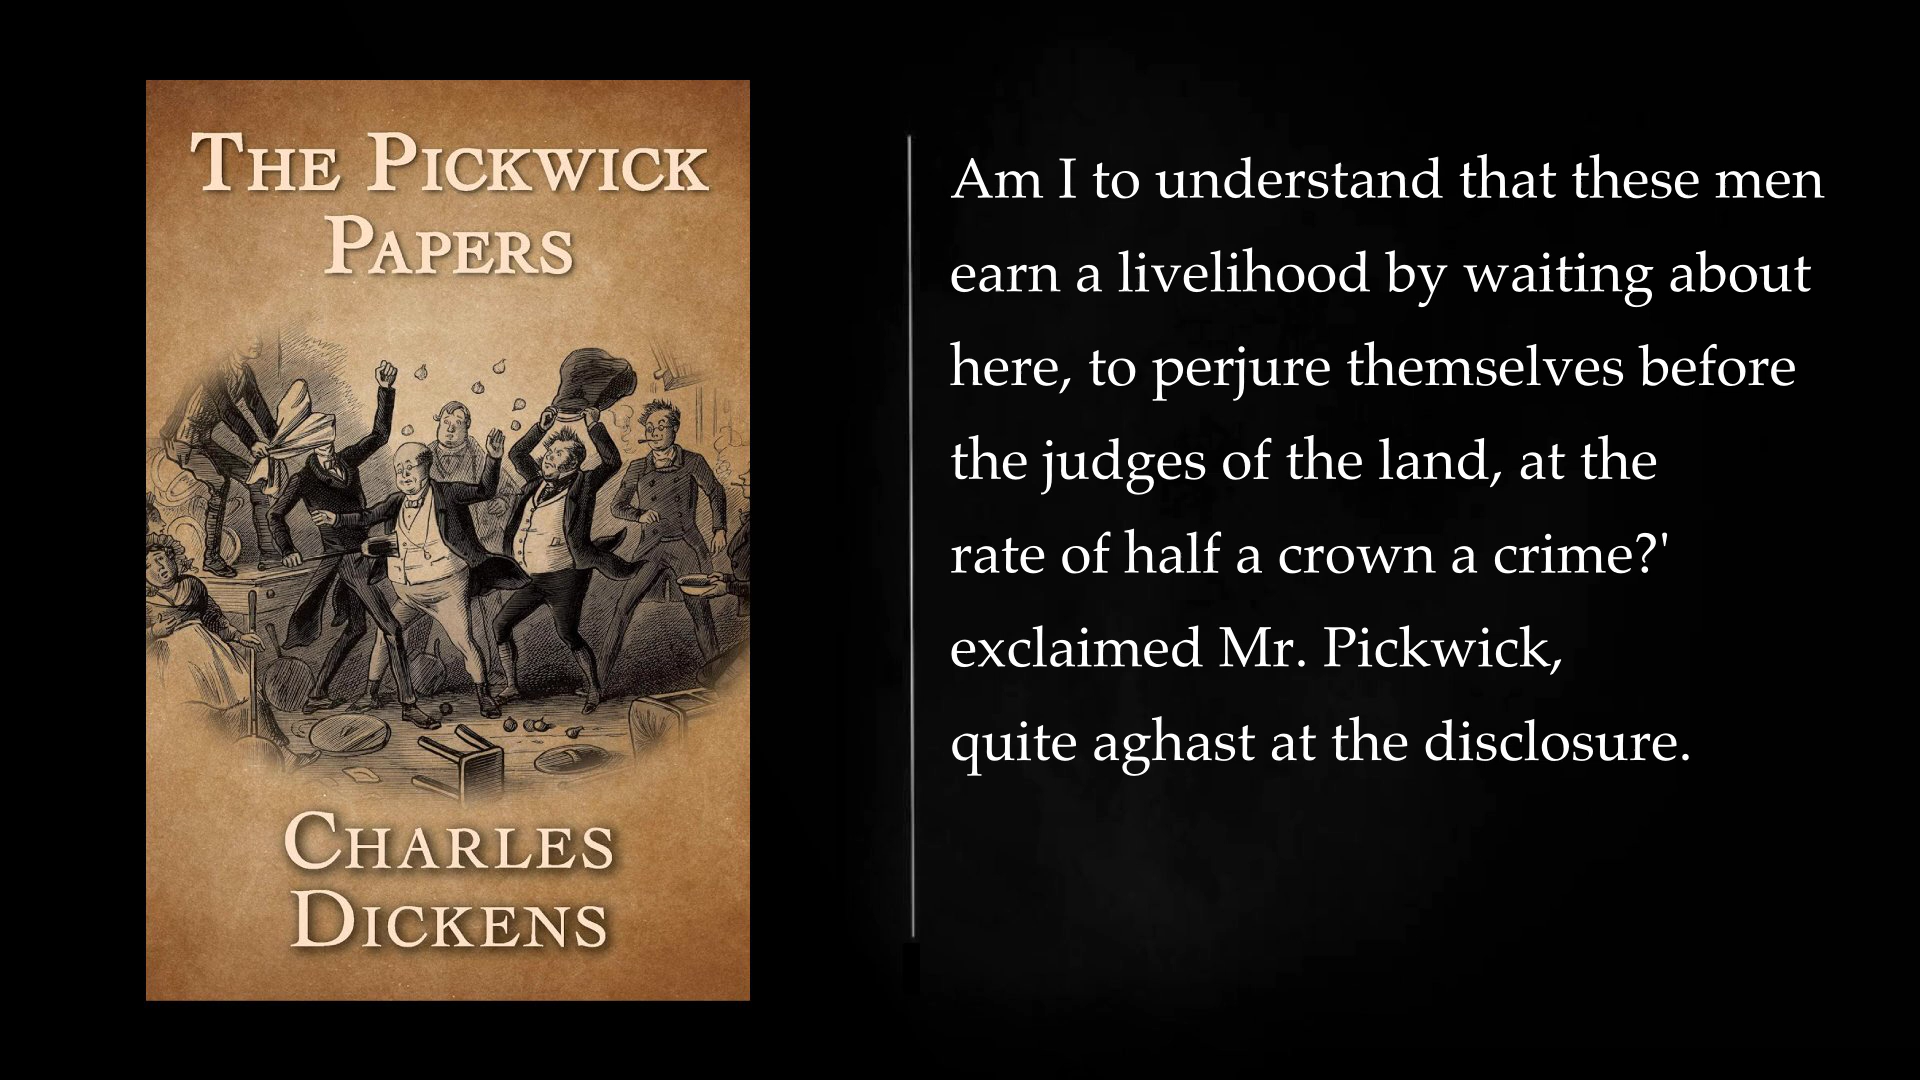 The Pickwick
Papers
Charles
Dickens
Am I to understand that these men
earn a livelihood by waiting about
here, to perjure themselves before
the judges of the land, at the
rate of half a crown a crime?'
exclaimed Mr. Pickwick,
quite aghast at the disclosure.